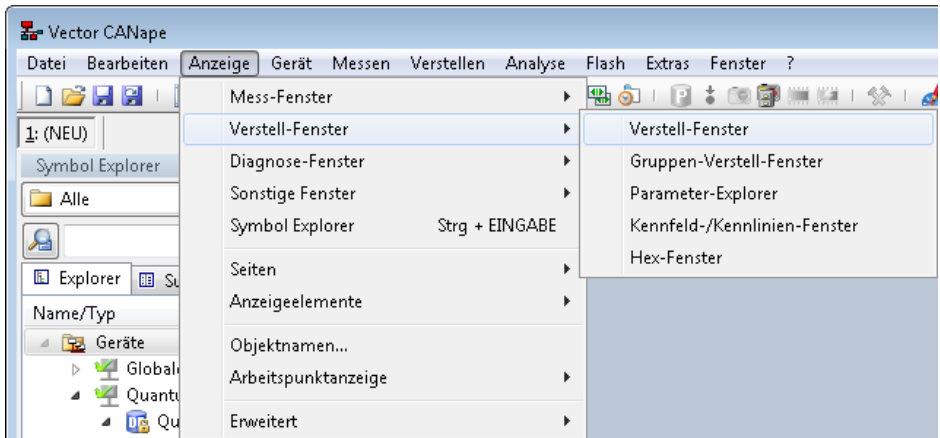 Vector CANape
Datei Bearbeiten Anzeige Gerät Messen Verstellen Analyse Flash Extras Fenster ?
1: (NEU)
Symbol Explorer
Alle
Explorer
Name/Typ
Geräte
Mess-Fenster
Verstell-Fenster
Diagnose-Fenster
Sonstige Fenster
Symbol Explorer Strg + EINGABE
Seiten
Anzeigeelemente
Objektnamen...
Arbeitspunktanzeige
Erweitert
Verstell-Fenster
Gruppen-Verstell-Fenster
Parameter-Explorer
Kennfeld-/Kennlinien-Fenster
Hex-Fenster